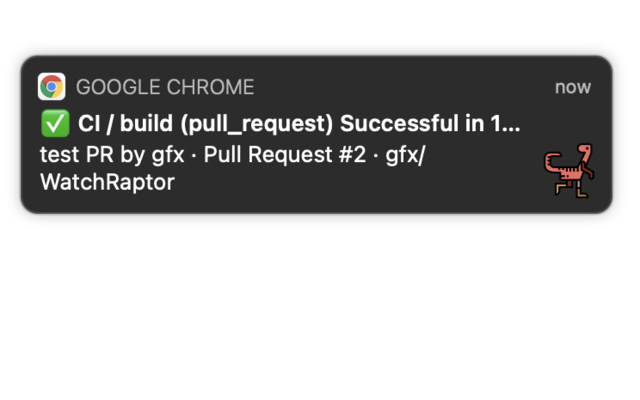 GOOGLE CHROME now
✅ CI / build (pull_request) Successful in 1...
test PR by gfx · Pull Request #2 · gfx/
WatchRaptor